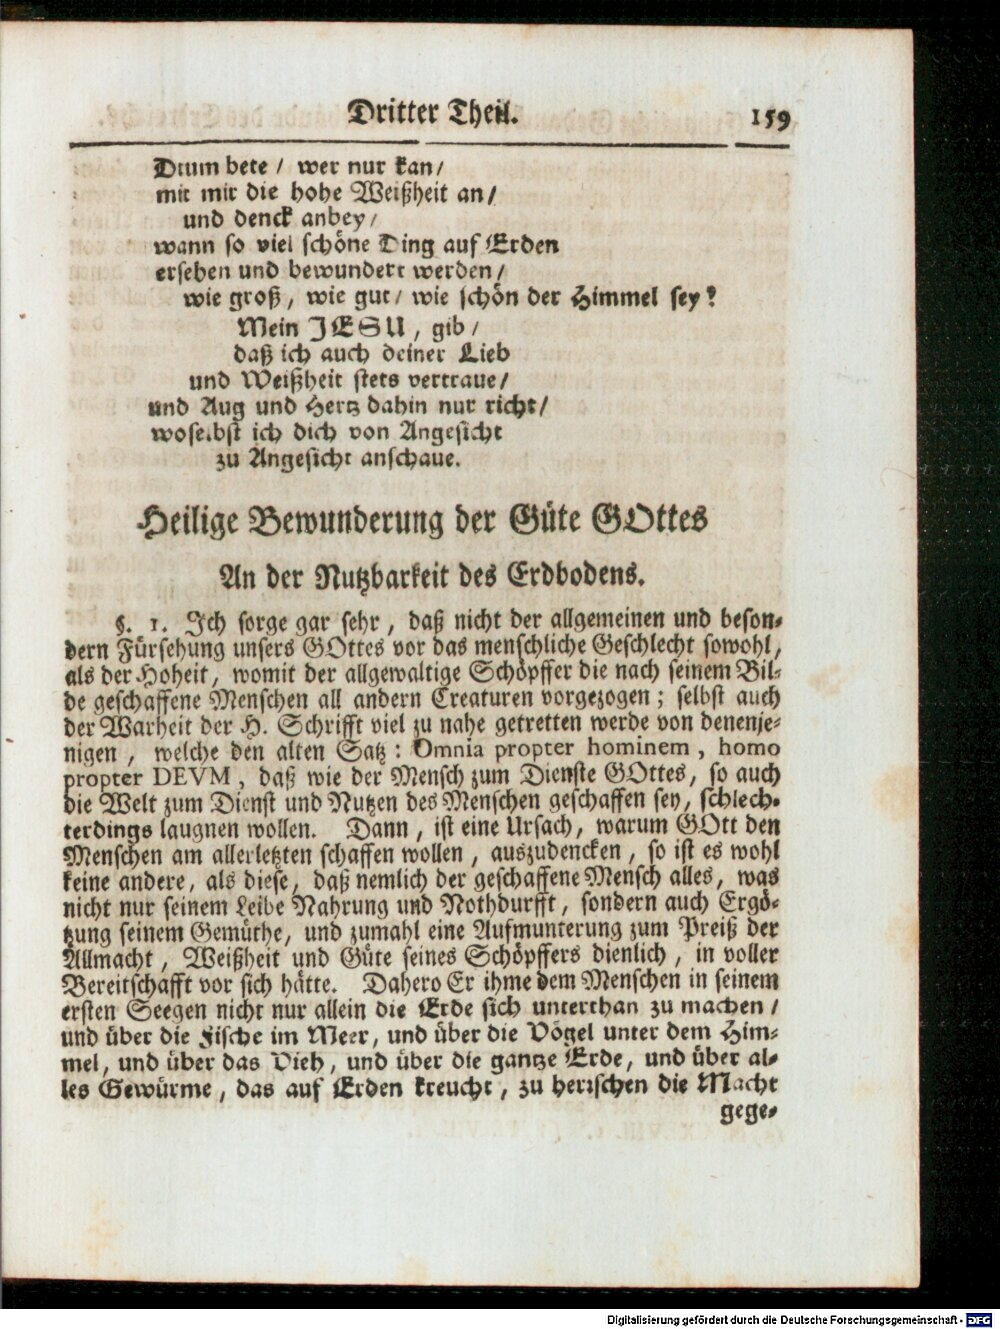 Dritter Theil. 159
Drum bete / wer nur kan /
mit mir die hohe Weißheit an /
und denck anbey /
wann so viel schöne Ding auf Erden
ersehen und bewundert werden /
wie groß, wie gut / wie schön der Himmel sey?
Mein JESU, gib /
daß ich auch deiner Lieb
und Weißheit stets vertraue /
und Aug und Hertz dahin nur richt /
woselbst ich dich von Angesicht
zu Angesicht anschaue.
Heilige Bewunderung der Güte GOttes
An der Nutzbarkeit des Erdbodens.
§. 1. Ich sorge gar sehr, daß nicht der allgemeinen und beson-
dern Fürsehung unsers GOttes vor das menschliche Geschlecht sowohl,
als der Hoheit, womit der allgewaltige Schöpffer die nach seinem Bil-
de geschaffene Menschen all andern Creaturen vorgezogen; selbst auch
der Warheit der H. Schrifft viel zu nahe getretten werde von denenje-
nigen, welche den alten Satz: Omnia propter hominem, homo
propter DEVM, daß wie der Mensch zum Dienste GOttes, so auch
die Welt zum Dienst und Nutzen des Menschen geschaffen sey, schlech-
terdings laugnen wollen. Dann, ist eine Ursach, warum GOtt den
Menschen am allerletzten schaffen wollen, auszudencken, so ist es wohl
keine andere, als diese, daß nemlich der geschaffene Mensch alles, was
nicht nur seinem Leibe Nahrung und Nothdurfft, sondern auch Ergö-
tzung seinem Gemüthe, und zumahl eine Aufmunterung zum Preiß der
Allmacht, Weißheit und Güte seines Schöpffers dienlich, in voller
Bereitschafft vor sich hätte. Dahero Er ihme dem Menschen in seinem
ersten Seegen nicht nur allein die Erde sich unterthan zu machen /
und über die Fische im Meer, und über die Vögel unter dem Him-
mel, und über das Vieh, und über die gantze Erde, und über al-
les Gewürme, das auf Erden kreucht, zu herrschen die Macht
gege-
Digitalisierung gefördert durch die Deutsche Forschungsgemeinschaft - DFG